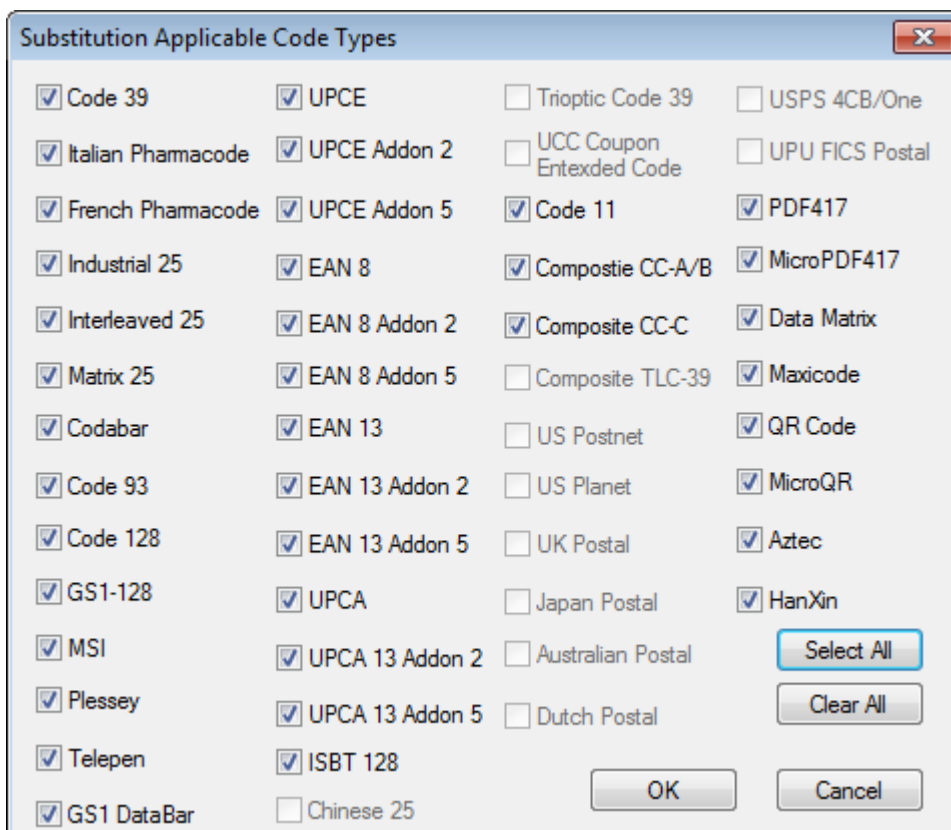 Substitution Applicable Code Types
Code 39
Italian Pharmacode
French Pharmacode
Industrial 25
Interleaved 25
Matrix 25
Codabar
Code 93
Code 128
GS1-128
MSI
Plessey
Telepen
GS1 DataBar
UPCE
UPCE Addon 2
UPCE Addon 5
EAN 8
EAN 8 Addon 2
EAN 8 Addon 5
EAN 13
EAN 13 Addon 2
EAN 13 Addon 5
UPCA
UPCA 13 Addon 2
UPCA 13 Addon 5
ISBT 128
Chinese 25
Trioptic Code 39
UCC Coupon
Entexded Code
Code 11
Compostie CC-A/B
Composite CC-C
Composite TLC-39
US Postnet
US Planet
UK Postal
Japan Postal
Australian Postal
Dutch Postal
USPS 4CB/One
UPU FICS Postal
PDF417
MicroPDF417
Data Matrix
Maxicode
QR Code
MicroQR
Aztec
HanXin
Select All
Clear All
OK
Cancel